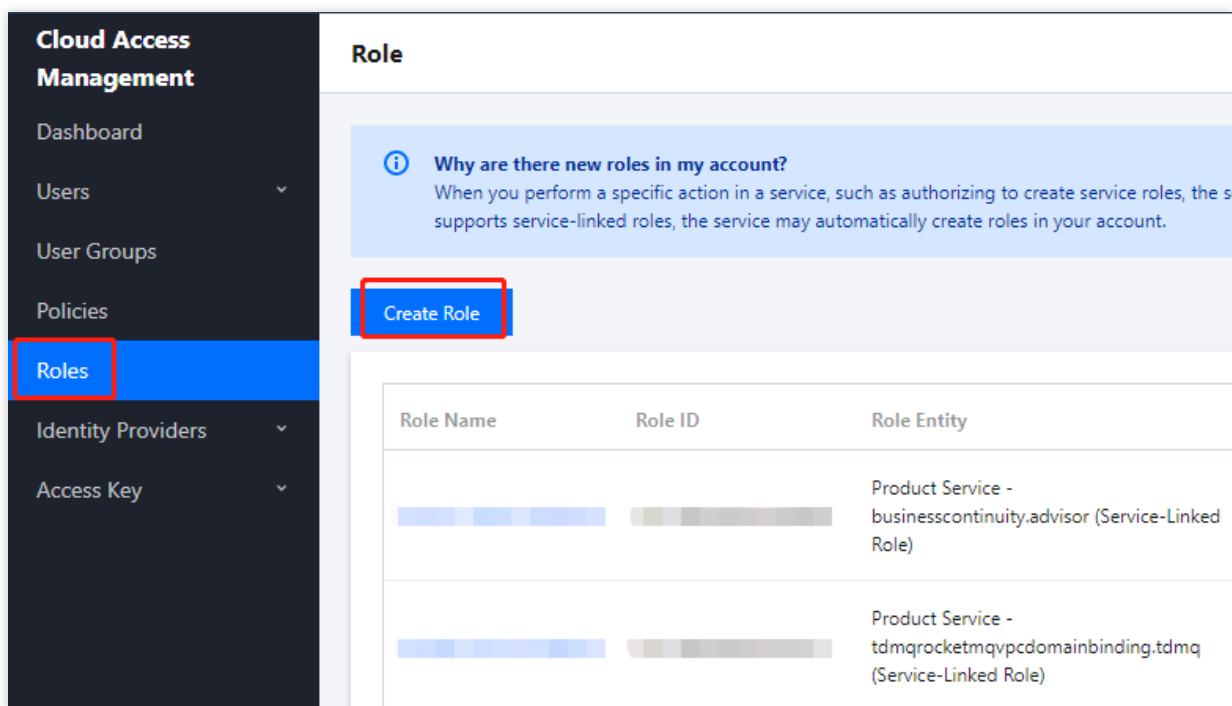 Cloud Access
Management
Dashboard
Users
User Groups
Policies
Roles
Identity Providers
Access Key
Role
Why are there new roles in my account?
When you perform a specific action in a service, such as authorizing to create service roles, the
supports service-linked roles, the service may automatically create roles in your account.
Create Role
Role Name Role ID Role Entity
Product Service -
businesscontinuity.advisor (Service-Linked
Role)
Product Service -
tdmqrocketmqvpcdomainbinding.tdmq
(Service-Linked Role)